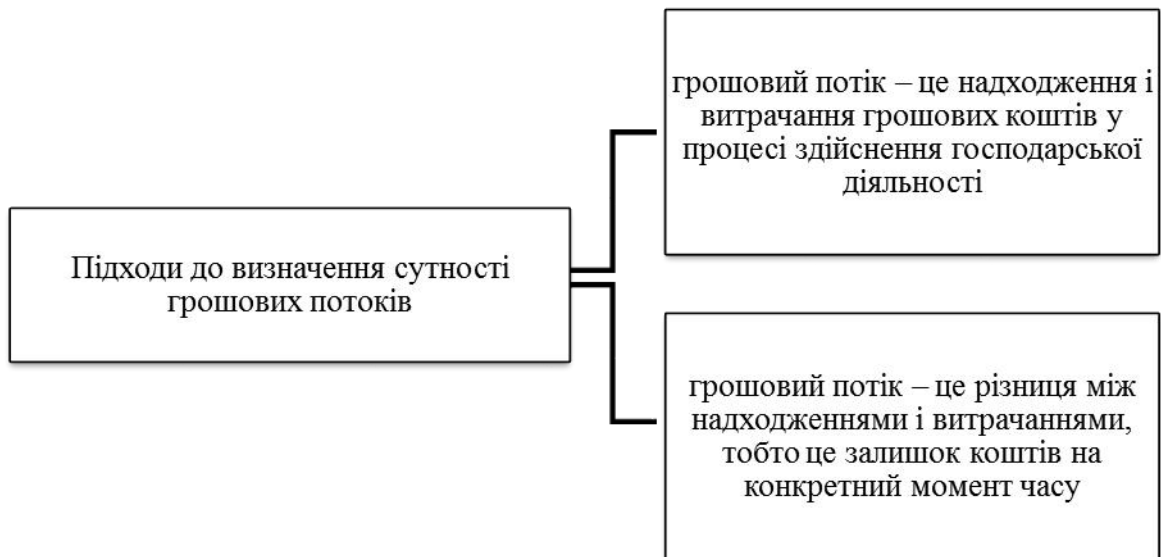 Підходи до визначення сутності
грошових потоків
грошовий потік – це надходження і
витрачання грошових коштів у
процесі здійснення господарської
діяльності
грошовий потік – це різниця між
надходженнями і витрачаннями,
тобто це залишок коштів на
конкретний момент часу